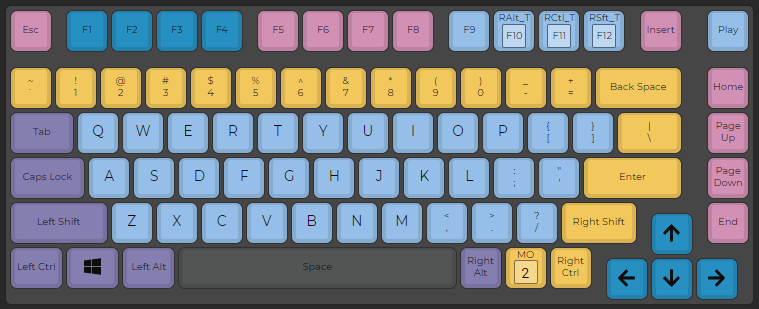 Esc F1 F2 F3 F4 F5 F6 F7 F8 F9 RAlt_T F10 RCtl_T F11 RSft_T F12 Insert Play
~ ! @ # $ % ^ & * ( ) _ + Back Space Home
` 1 2 3 4 5 6 7 8 9 0 - =
Tab Q W E R T Y U I O P { } | Page Up
[ ] \
Caps Lock A S D F G H J K L : " Enter Page Down
; '
Left Shift Z X C V B N M < > ? Right Shift ↑ End
, . /
Left Ctrl Left Alt Space Right Alt MO 2 Right Ctrl ← ↓ →